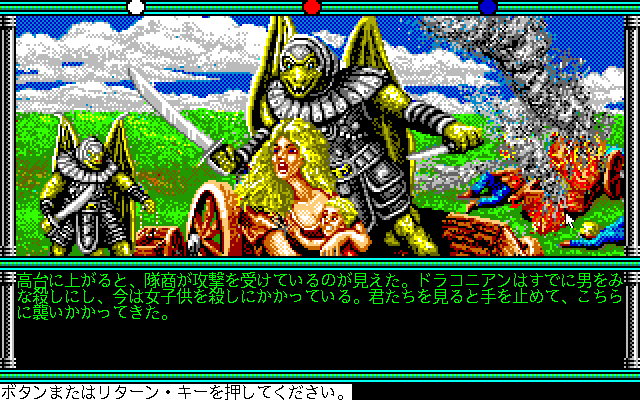 高台に上がると、隊商が攻撃を受けているのが見えた。ドラコニアンはすでに男をみ
な殺しにし、今は女子供を殺しにかかっている。君たちを見ると手を止めて、こちら
に襲いかかってきた。
ボタンまたはリターン・キーを押してください。